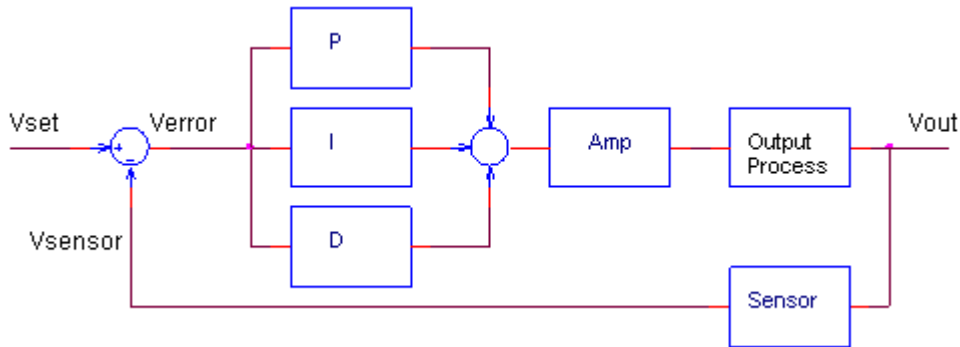 P
Vset
Verror
I
Amp
Output
Process
Vout
+
-
Vsensor
D
Sensor